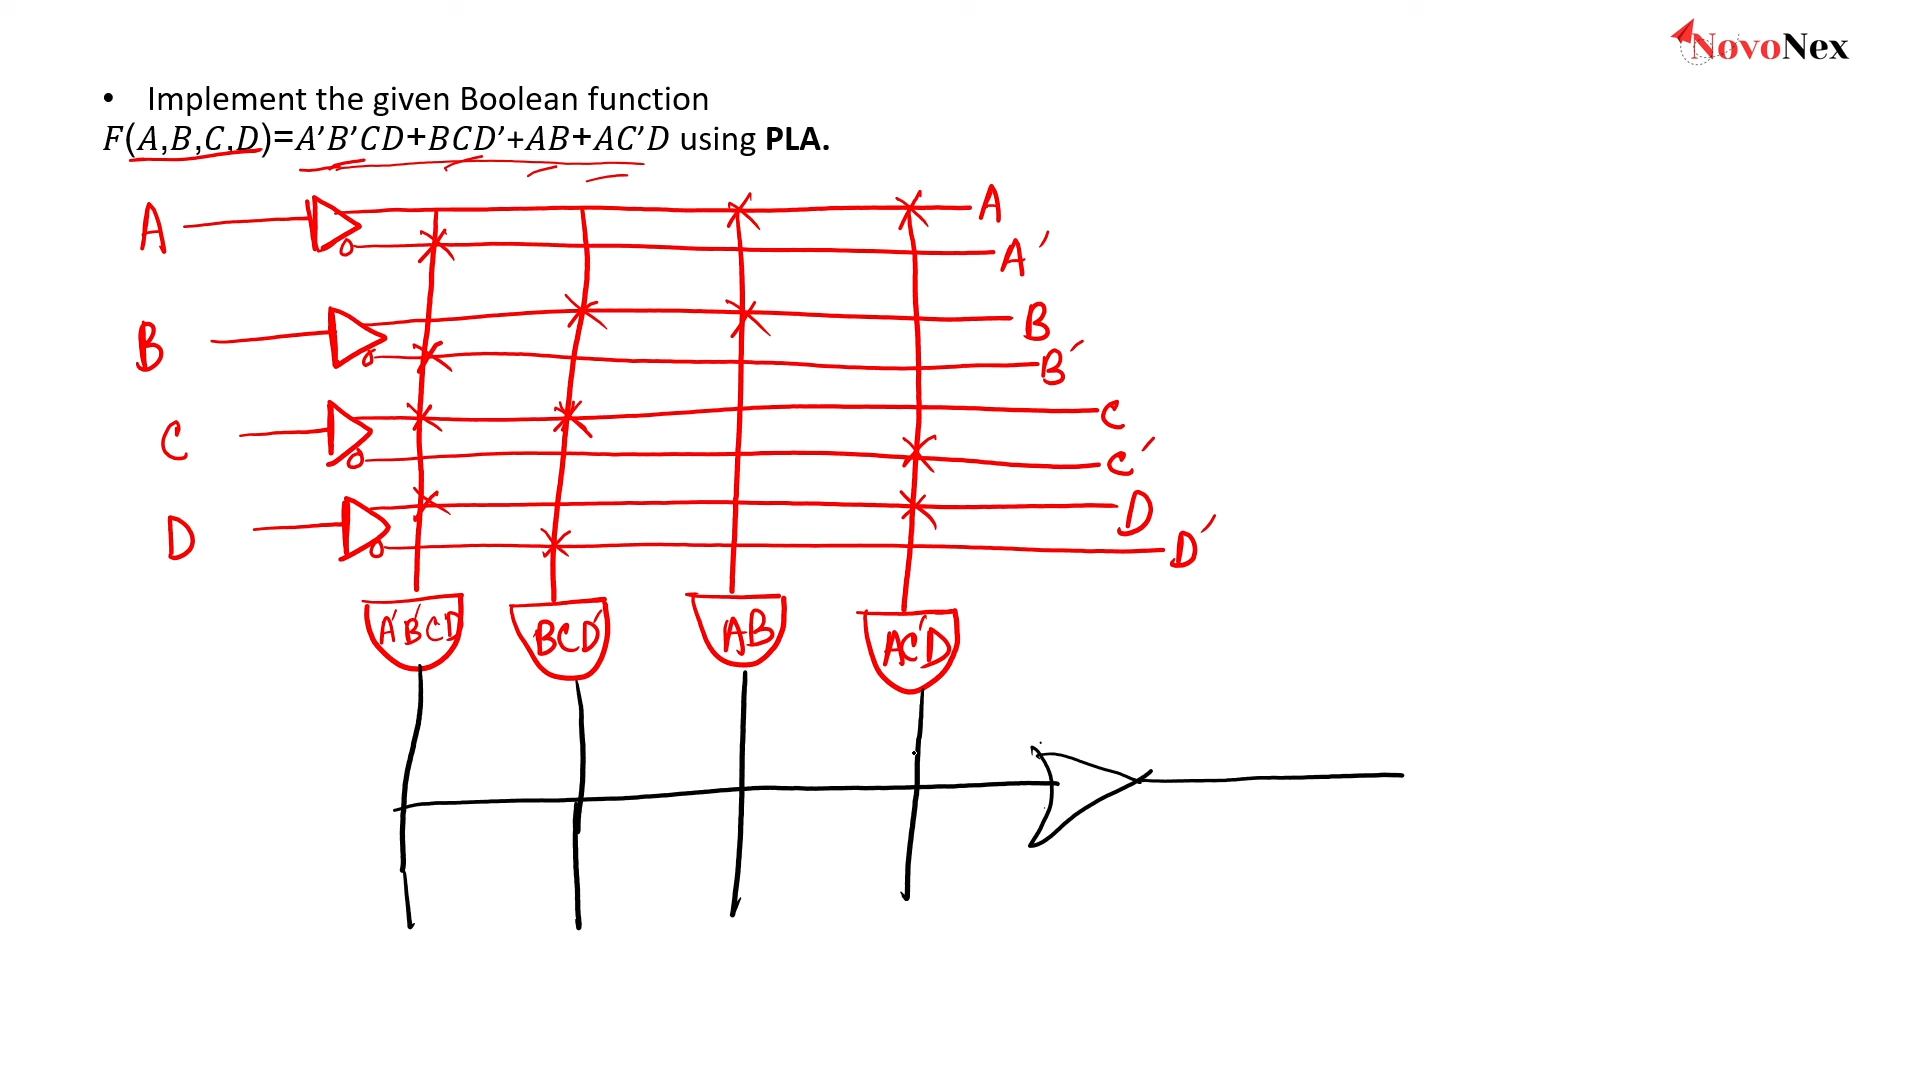 NovoNex
• Implement the given Boolean function
F(A,B,C,D)=A’B’CD+BCD’+AB+AC’D using PLA.
A
A
A'
B
B
B'
C
C
C'
D
D
D'
A'B'CD
BCD'
AB
AC'D